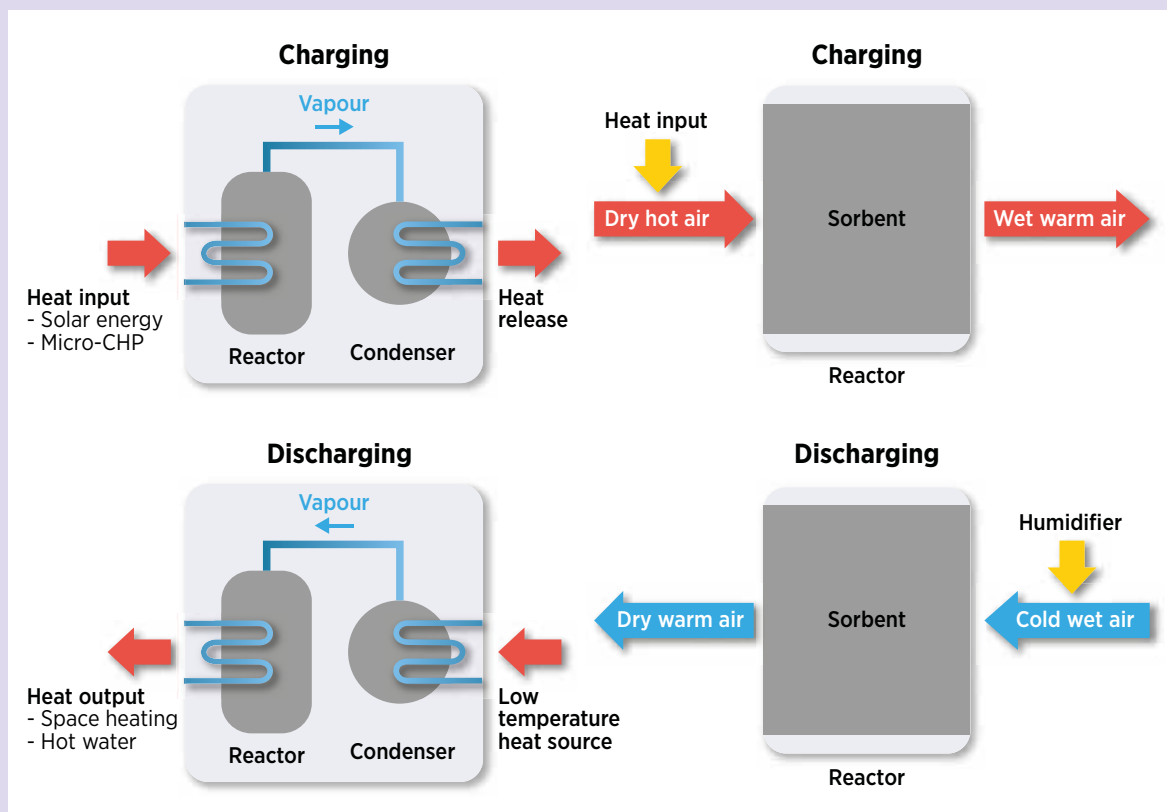 Charging
Vapour
Heat input
- Solar energy
- Micro-CHP
Reactor
Condenser
Heat
release
Charging
Heat input
Dry hot air
Sorbent
Wet warm air
Reactor
Discharging
Vapour
Heat output
- Space heating
- Hot water
Reactor
Condenser
Low
temperature
heat source
Discharging
Humidifier
Dry warm air
Sorbent
Cold wet air
Reactor